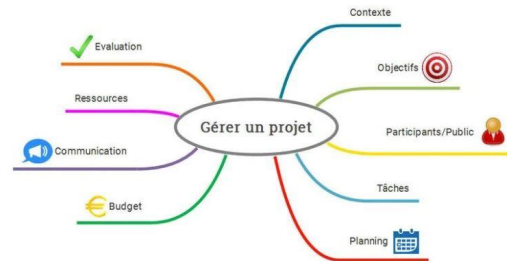 Contexte
Evaluation
Objectifs
Ressources
Gérer un projet
Participants/Public
Communication
Tâches
Budget
Planning